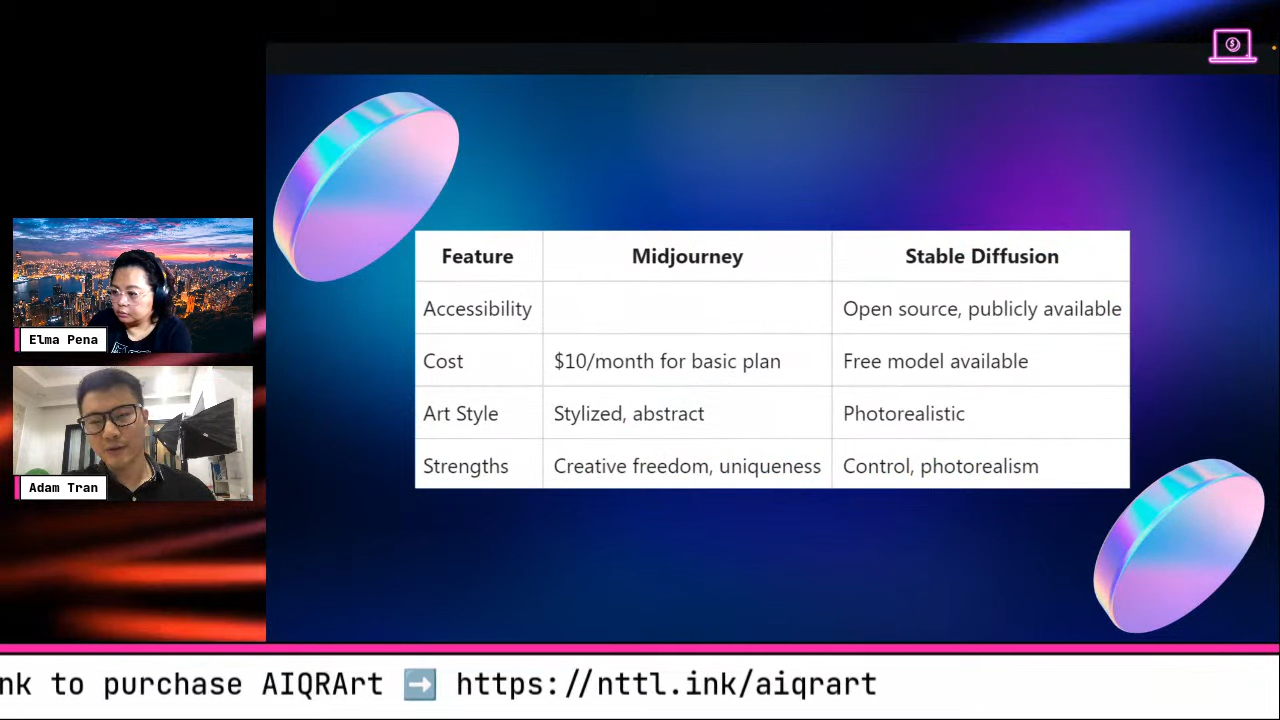 Feature Midjourney Stable Diffusion
Accessibility Open source, publicly available
Cost $10/month for basic plan Free model available
Art Style Stylized, abstract Photorealistic
Strengths Creative freedom, uniqueness Control, photorealism
Elma Pena
Adam Tran
nk to purchase AIQRArt ➡️ https://nttl.ink/aiqrart